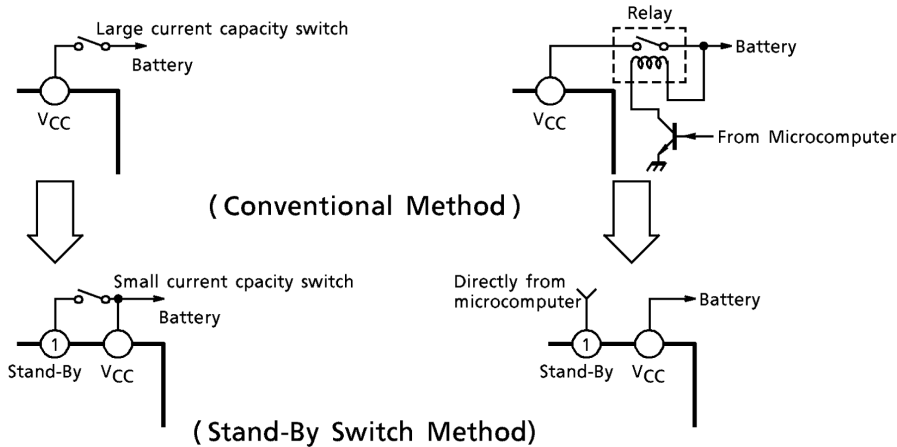 Large current capacity switch
Battery
VCC
Relay
Battery
VCC
From Microcomputer
(Conventional Method)
Small current cpacity switch
Battery
1
Stand-By
VCC
Directly from
microcomputer
Battery
1
Stand-By
VCC
(Stand-By Switch Method)